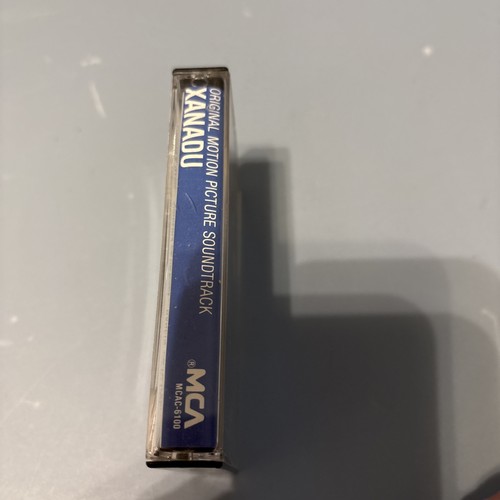 ORIGINAL MOTION PICTURE SOUNDTRACK
XANADU
MCA®
MCAC-6100